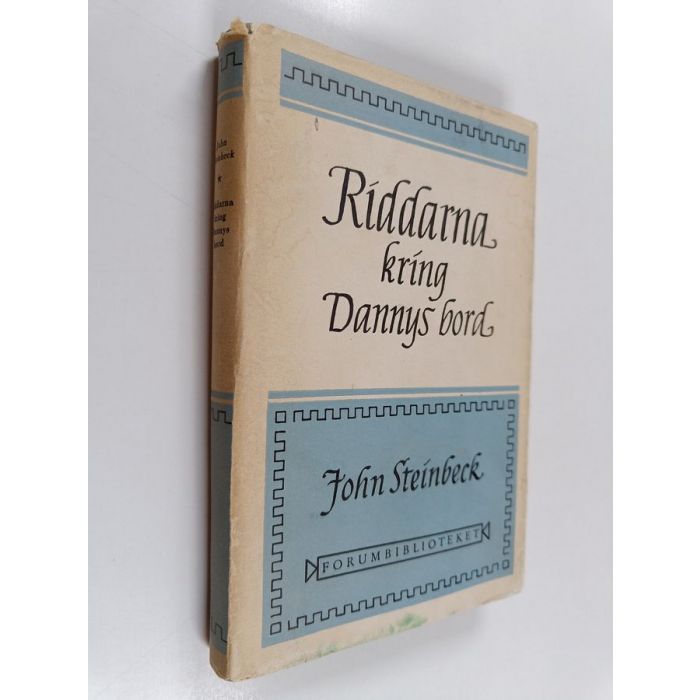 Riddarna
kring
Dannys bord
John Steinbeck
FORUMBIBLIOTEKET